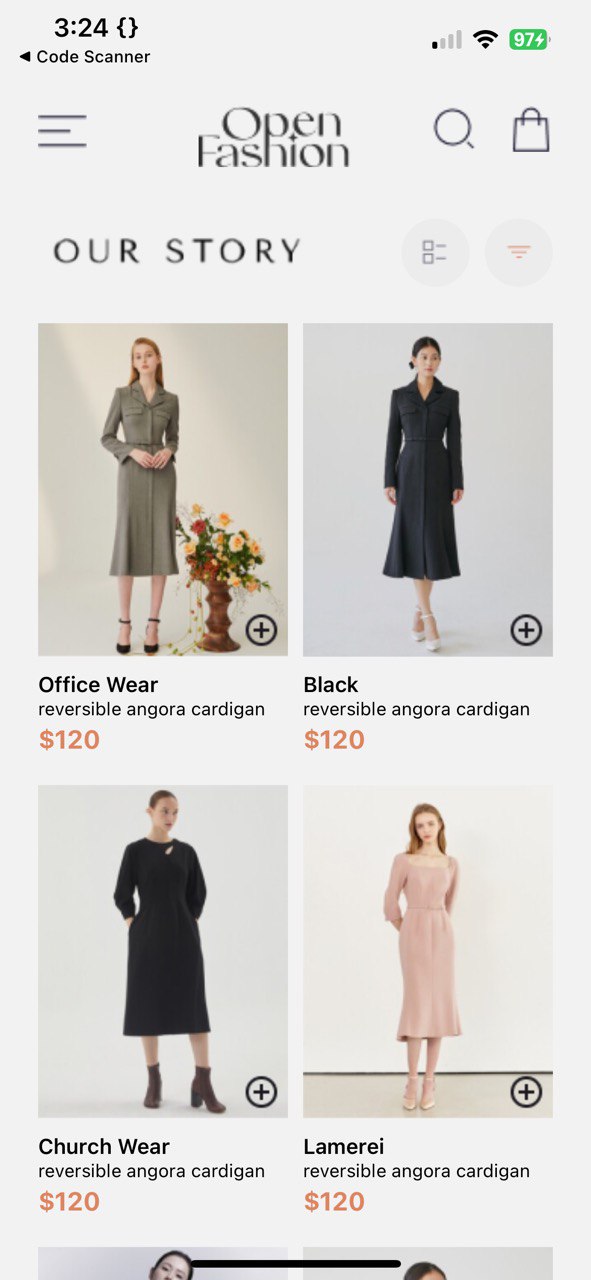 3:24 {}
97
◀ Code Scanner
Open
Fashion
OUR STORY
Office Wear
reversible angora cardigan
$120
Black
reversible angora cardigan
$120
Church Wear
reversible angora cardigan
$120
Lamerei
reversible angora cardigan
$120